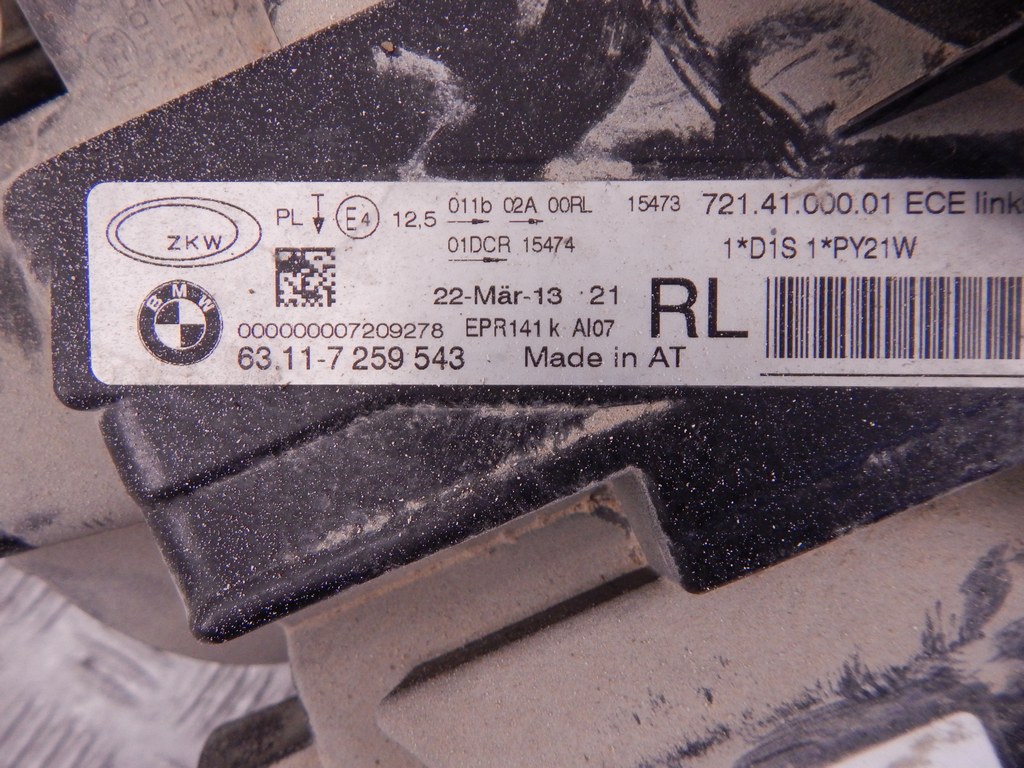 ZKW
PL E4 12,5 011b 02A 00RL 15473 721.41.000.01 ECE link
01DCR 15474 1*D1S 1*PY21W
BMW
22-Mär-13 21 RL
000000007209278 EPR141 k AI07
63.11-7 259 543 Made in AT